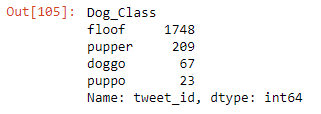 Out[105]: Dog_Class
floof 1748
pupper 209
doggo 67
puppo 23
Name: tweet_id, dtype: int64